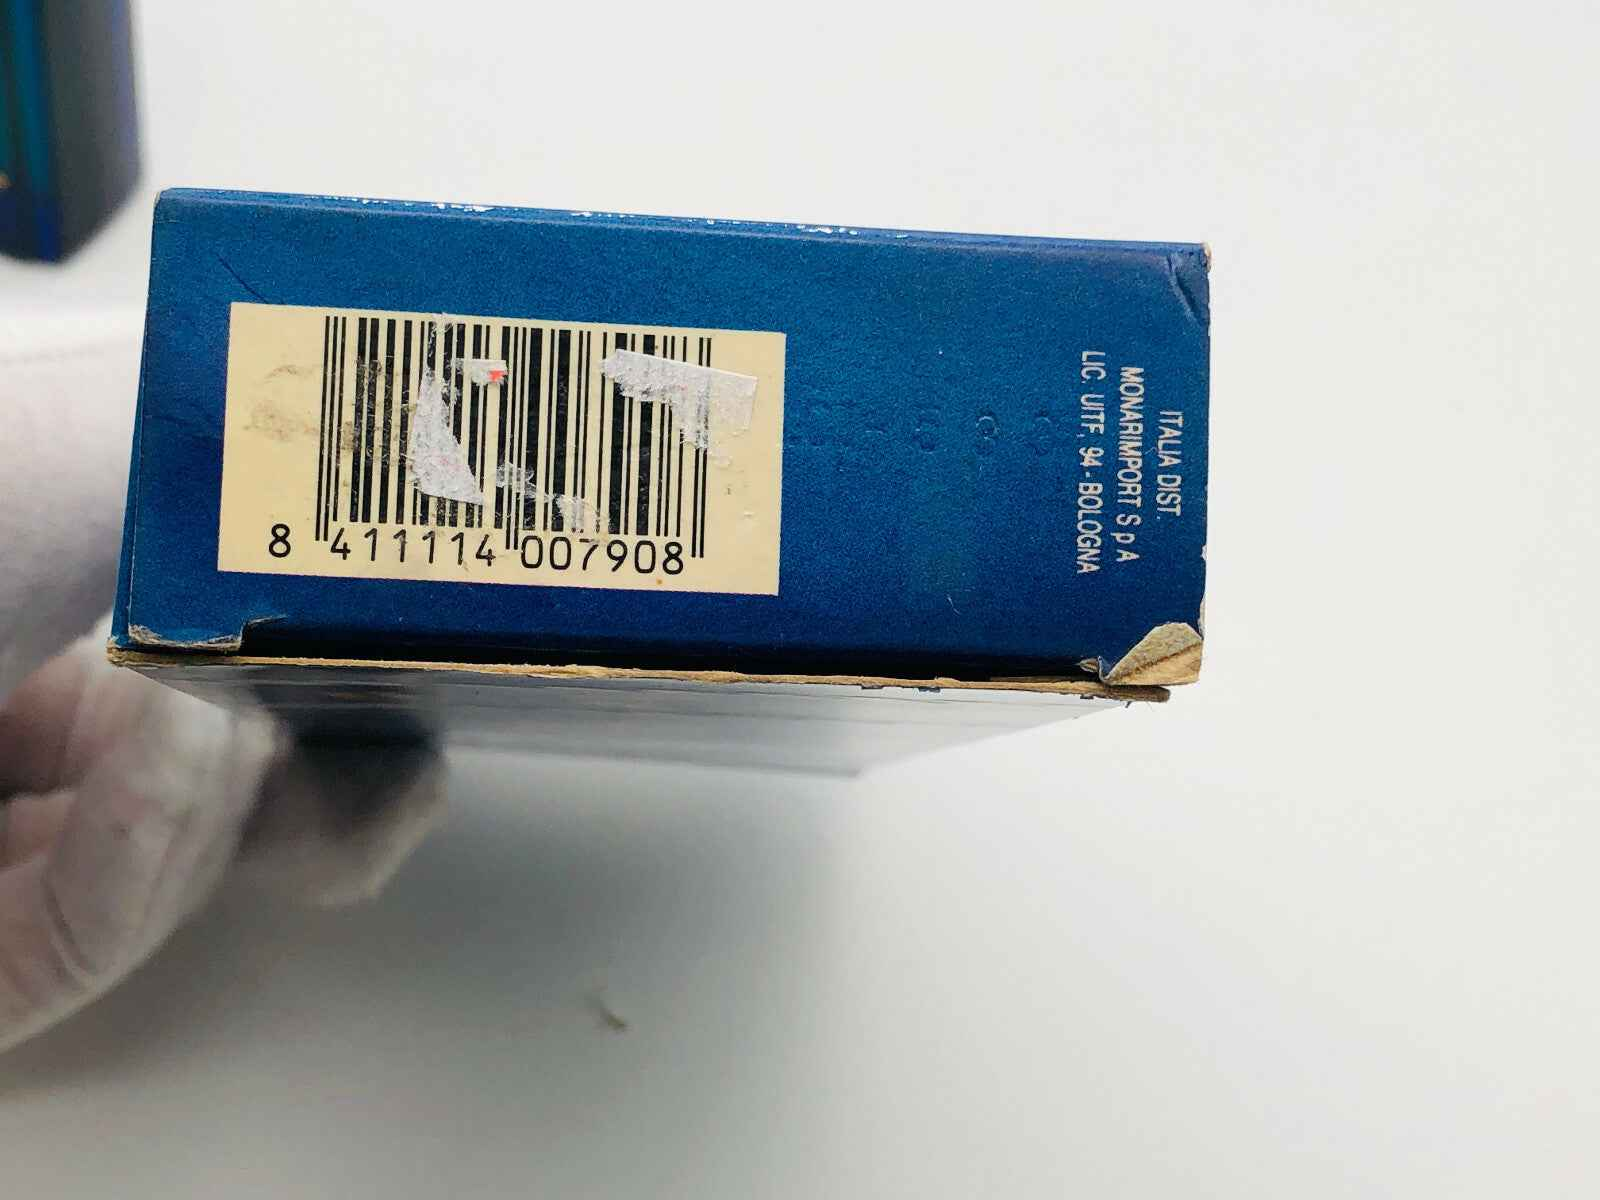 8 411114 007908
ITALIA DIST.
MONARIMPORT S p A
LIC. UITF, 94 - BOLOGNA